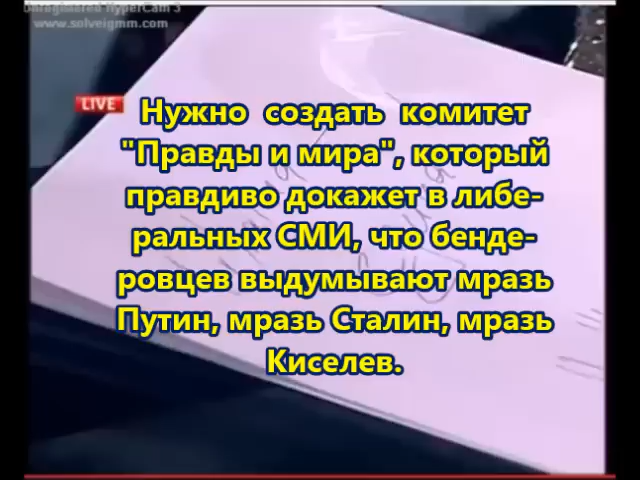 Unregistered HyperCam 3
www.solveigmm.com
LIVE
Нужно создать комитет
"Правды и мира", который
правдиво докажет в либе-
ральных СМИ, что бенде-
ровцев выдумывают мразь
Путин, мразь Сталин, мразь
Киселев.